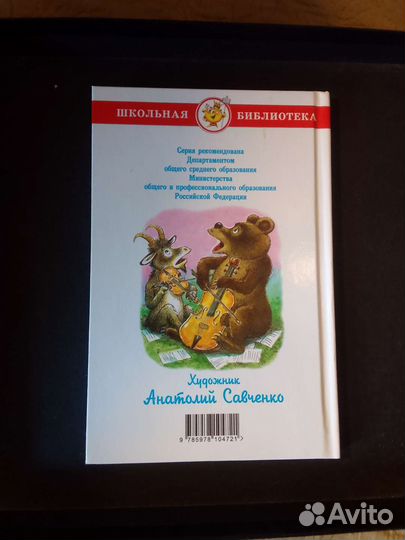 ШКОЛЬНАЯ БИБЛИОТЕКА
Серия рекомендована
Департаментом
общего среднего образования
Министерства
общего и профессионального образования
Российской Федерации
Художник
Анатолий Савченко
9 785978 104721 >
Avito